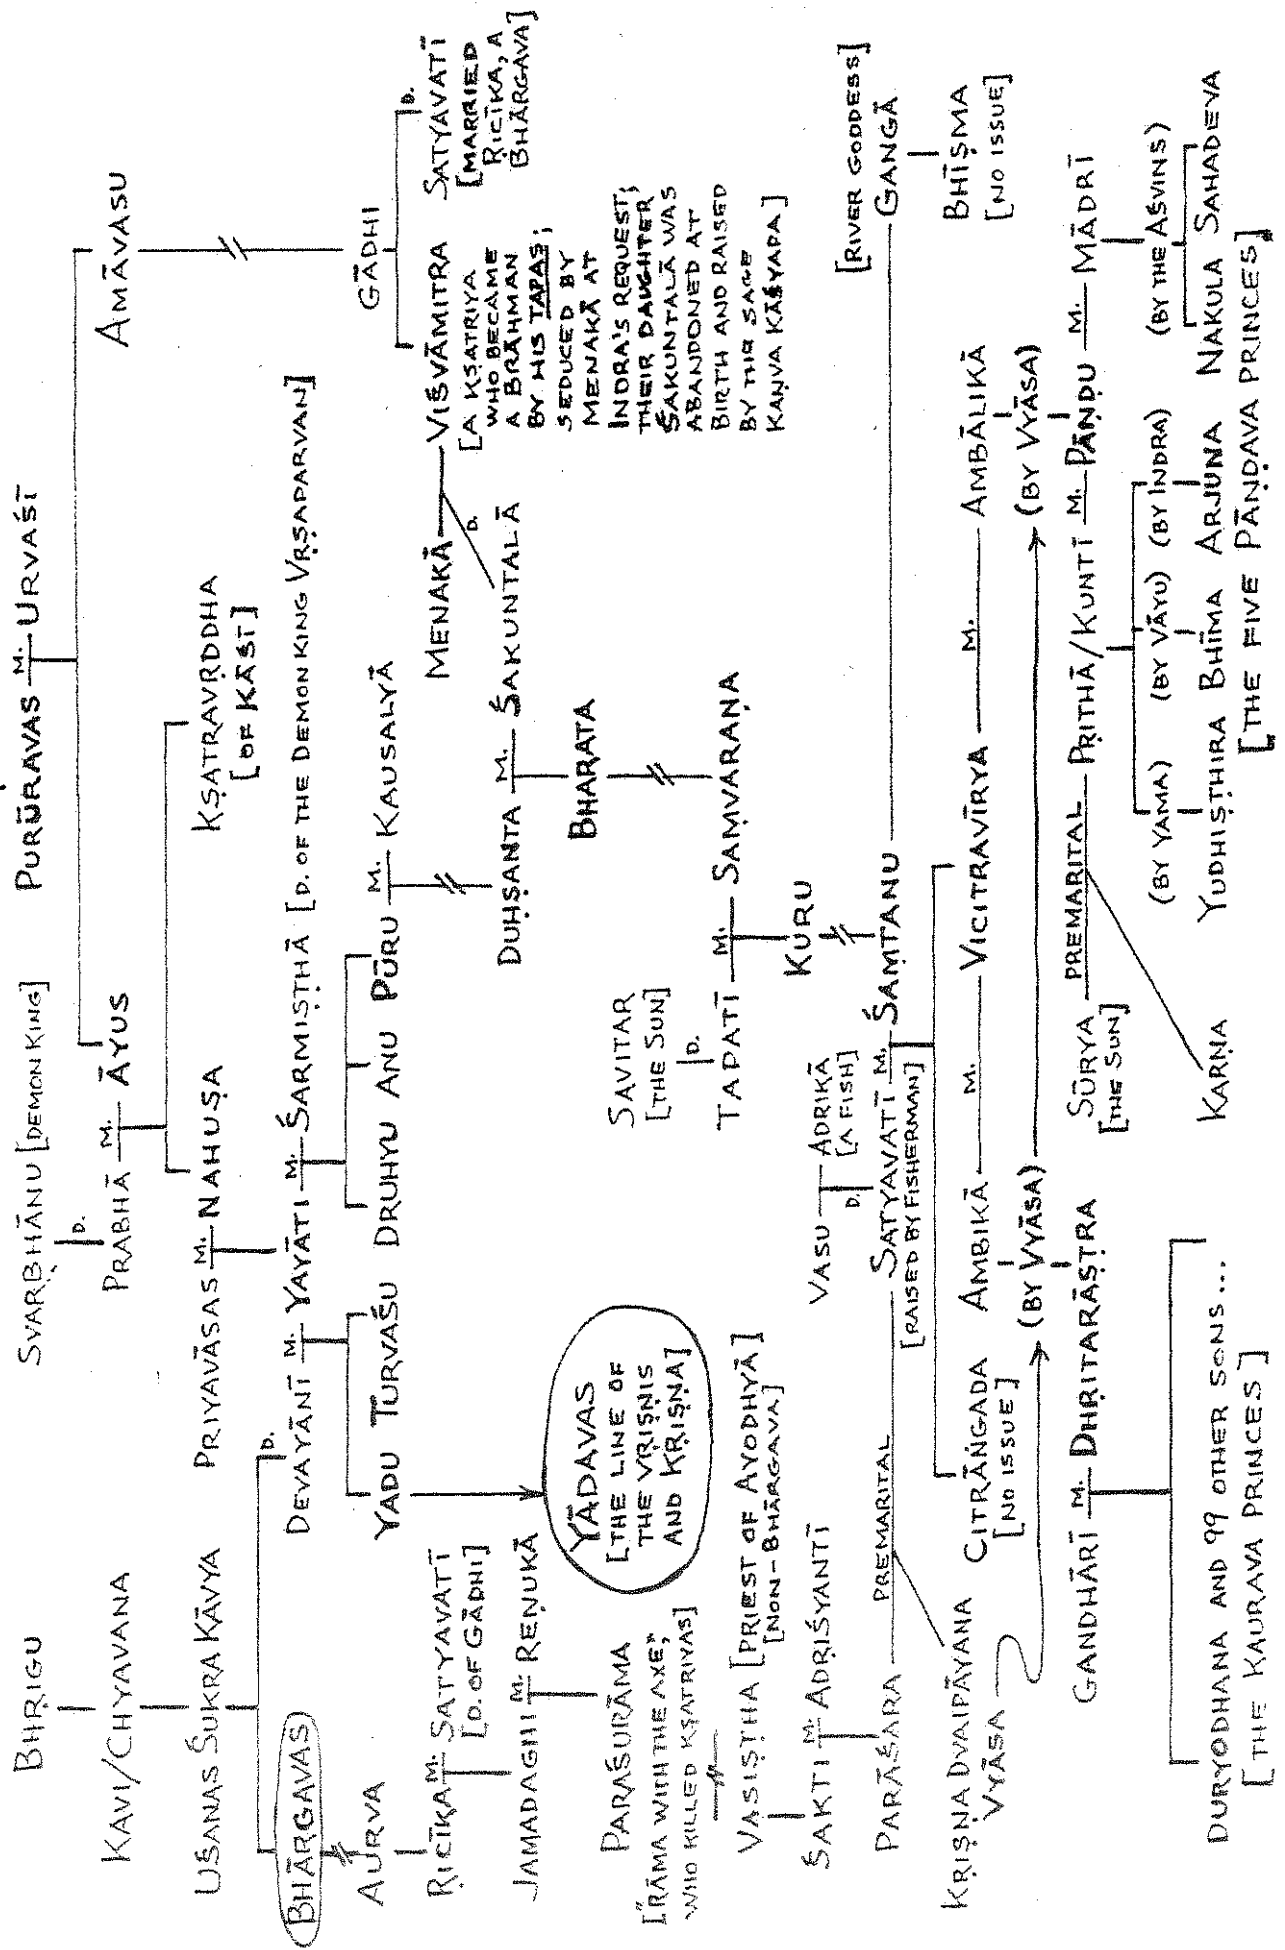 BHṚIGU
SVARBHĀNU [DEMON KING]
PURŪRAVAS M. URVAŚĪ
KAVI/CHYAVANA
D.
PRABHĀ M. ĀYUS
AMĀVASU
UŚANAS ŚUKRA KĀVYA
PRIYAVĀSAS M. NAHUṢA
KṢATRAVṚDDHA
[OF KĀŚĪ]
BHĀRGAVAS
D.
DEVAYĀNĪ M. YAYĀTI M. ŚARMIṢṬHĀ [D. OF THE DEMON KING VṚṢAPARVAN]
GĀDHI
AURVA
YADU TURVAŚU DRUHYU ANU PŪRU M. KAUSALYĀ
D.
MENAKĀ VIŚVĀMITRA SATYAVATĪ
[A KṢATRIYA
WHO BECAME
A BRĀHMAN
BY HIS TAPAS;
SEDUCED BY
MENAKĀ AT
INDRA'S REQUEST;
THEIR DAUGHTER
ŚAKUNTALĀ WAS
ABANDONED AT
BIRTH AND RAISED
BY THE SAGE
KAṆVA KĀŚYAPA]
[MARRIED
ṚICĪKA, A
BHĀRGAVA]
ṚICĪKA M. SATYAVATĪ
[D. OF GĀDHI]
D.
DUḤṢANTA M. ŚAKUNTALĀ
JAMADAGNI M. REṆUKĀ
YĀDAVAS
[THE LINE OF
THE VṚIṢṆIS
AND KṚIṢṆA]
BHARATA
PARAŚURĀMA
["RĀMA WITH THE AXE,"
WHO KILLED KṢATRIYAS]
SAVITAR
[THE SUN]
D.
TAPATĪ M. SAṂVARAṆA
VASIṢṬHA [PRIEST OF AYODHYĀ]
[NON-BHĀRGAVA]
KURU
ŚAKTI M. ADṚIŚYANTĪ
VASU ADRIKĀ
[A FISH]
D.
[RIVER GODDESS]
PARĀŚARA PREMARITAL SATYAVATĪ M. ŚAṂTANU GANGĀ
[RAISED BY FISHERMAN]
KṚIṢṆA DVAIPĀYANA
VYĀSA
CITRĀṄGADA
[NO ISSUE]
AMBIKĀ M. VICITRAVĪRYA M. AMBĀLIKĀ
BHĪṢMA
[NO ISSUE]
(BY VYĀSA)
(BY VYĀSA)
GANDHĀRĪ M. DHṚITARĀṢṬRA
SŪRYA PREMARITAL PṚITHĀ/KUNTĪ M. PĀṆḌU M. MĀDRĪ
[THE SUN]
(BY YAMA) (BY VĀYU) (BY INDRA) (BY THE AŚVINS)
DURYODHANA AND 99 OTHER SONS...
[THE KAURAVA PRINCES]
KARṆA
YUDHIṢṬHIRA BHĪMA ARJUNA NAKULA SAHADEVA
[THE FIVE PĀṆḌAVA PRINCES]